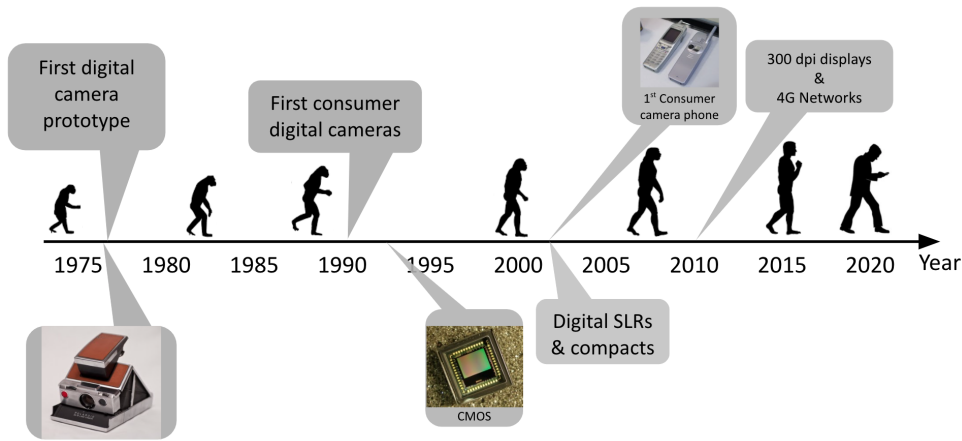 First digital
camera
prototype
First consumer
digital cameras
1st Consumer
camera phone
300 dpi displays
&
4G Networks
1975 1980 1985 1990 1995 2000 2005 2010 2015 2020 Year
CMOS
Digital SLRs
& compacts